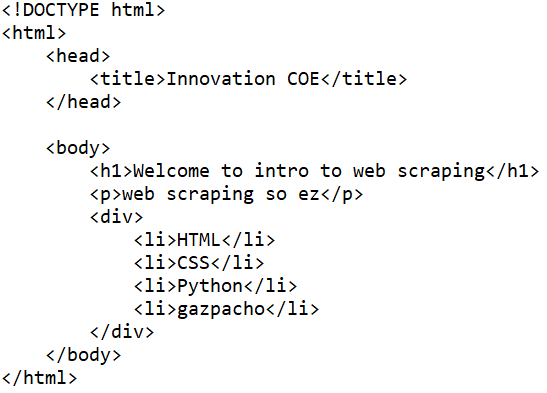 <!DOCTYPE html>
<html>
    <head>
        <title>Innovation COE</title>
    </head>

    <body>
        <h1>Welcome to intro to web scraping</h1>
        <p>web scraping so ez</p>
        <div>
            <li>HTML</li>
            <li>CSS</li>
            <li>Python</li>
            <li>gazpacho</li>
        </div>
    </body>
</html>